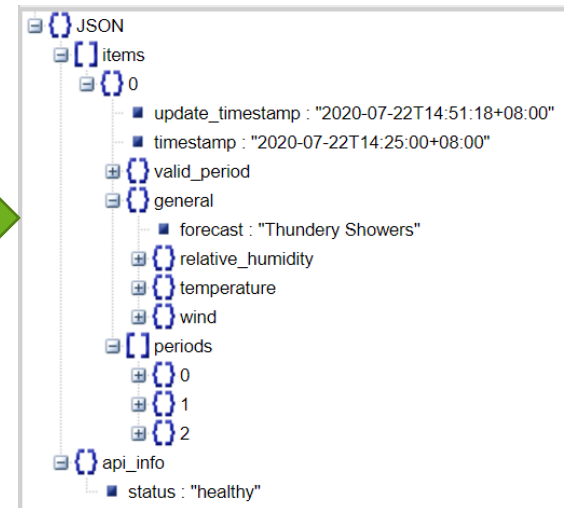 JSON
items
0
update_timestamp : "2020-07-22T14:51:18+08:00"
timestamp : "2020-07-22T14:25:00+08:00"
valid_period
general
forecast : "Thundery Showers"
relative_humidity
temperature
wind
periods
0
1
2
api_info
status : "healthy"